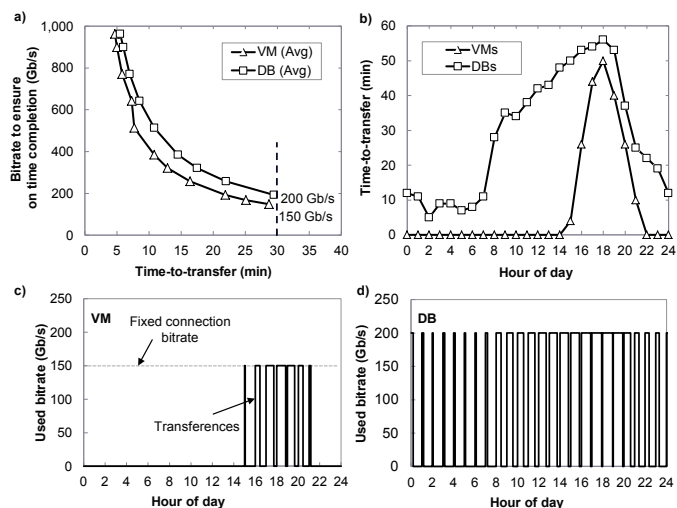 a)
1,000
800
600
400
200
0
Bitrate to ensure
on time completion (Gb/s)
VM (Avg)
DB (Avg)
200 Gb/s
150 Gb/s
0 5 10 15 20 25 30 35 40
Time-to-transfer (min)
b)
60
50
40
30
20
10
0
Time-to-transfer (min)
VMs
DBs
0 2 4 6 8 10 12 14 16 18 20 22 24
Hour of day
c)
250
200
150
100
50
0
Used bitrate (Gb/s)
VM
Fixed connection
bitrate
Transferences
0 2 4 6 8 10 12 14 16 18 20 22 24
Hour of day
d)
250
200
150
100
50
0
Used bitrate (Gb/s)
DB
0 2 4 6 8 10 12 14 16 18 20 22 24
Hour of day